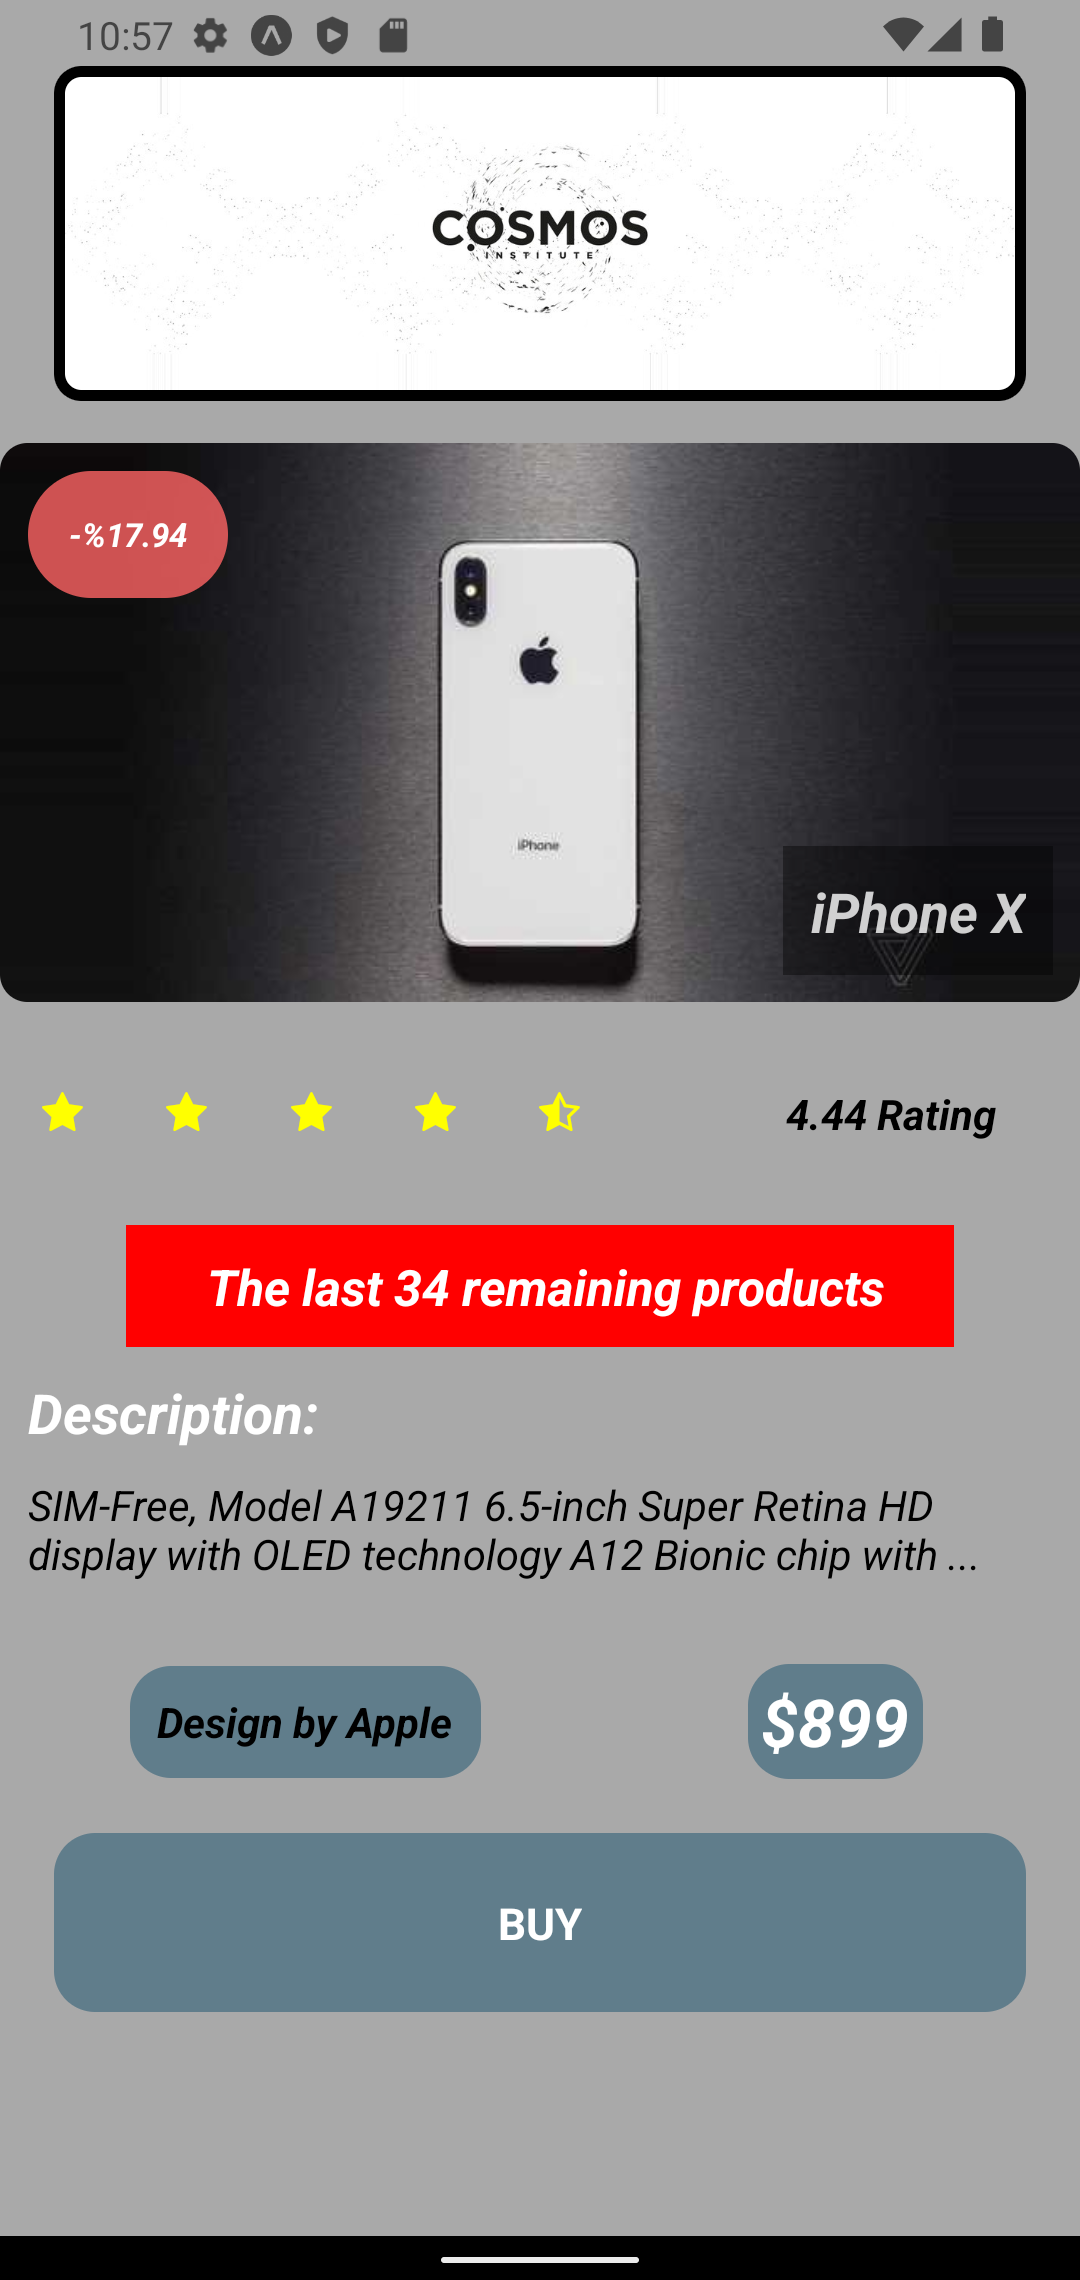 10:57
COSMOS
INSTITUTE
-%17.94
iPhone
iPhone X
4.44 Rating
The last 34 remaining products
Description:
SIM-Free, Model A19211 6.5-inch Super Retina HD
display with OLED technology A12 Bionic chip with ...
Design by Apple
$899
BUY